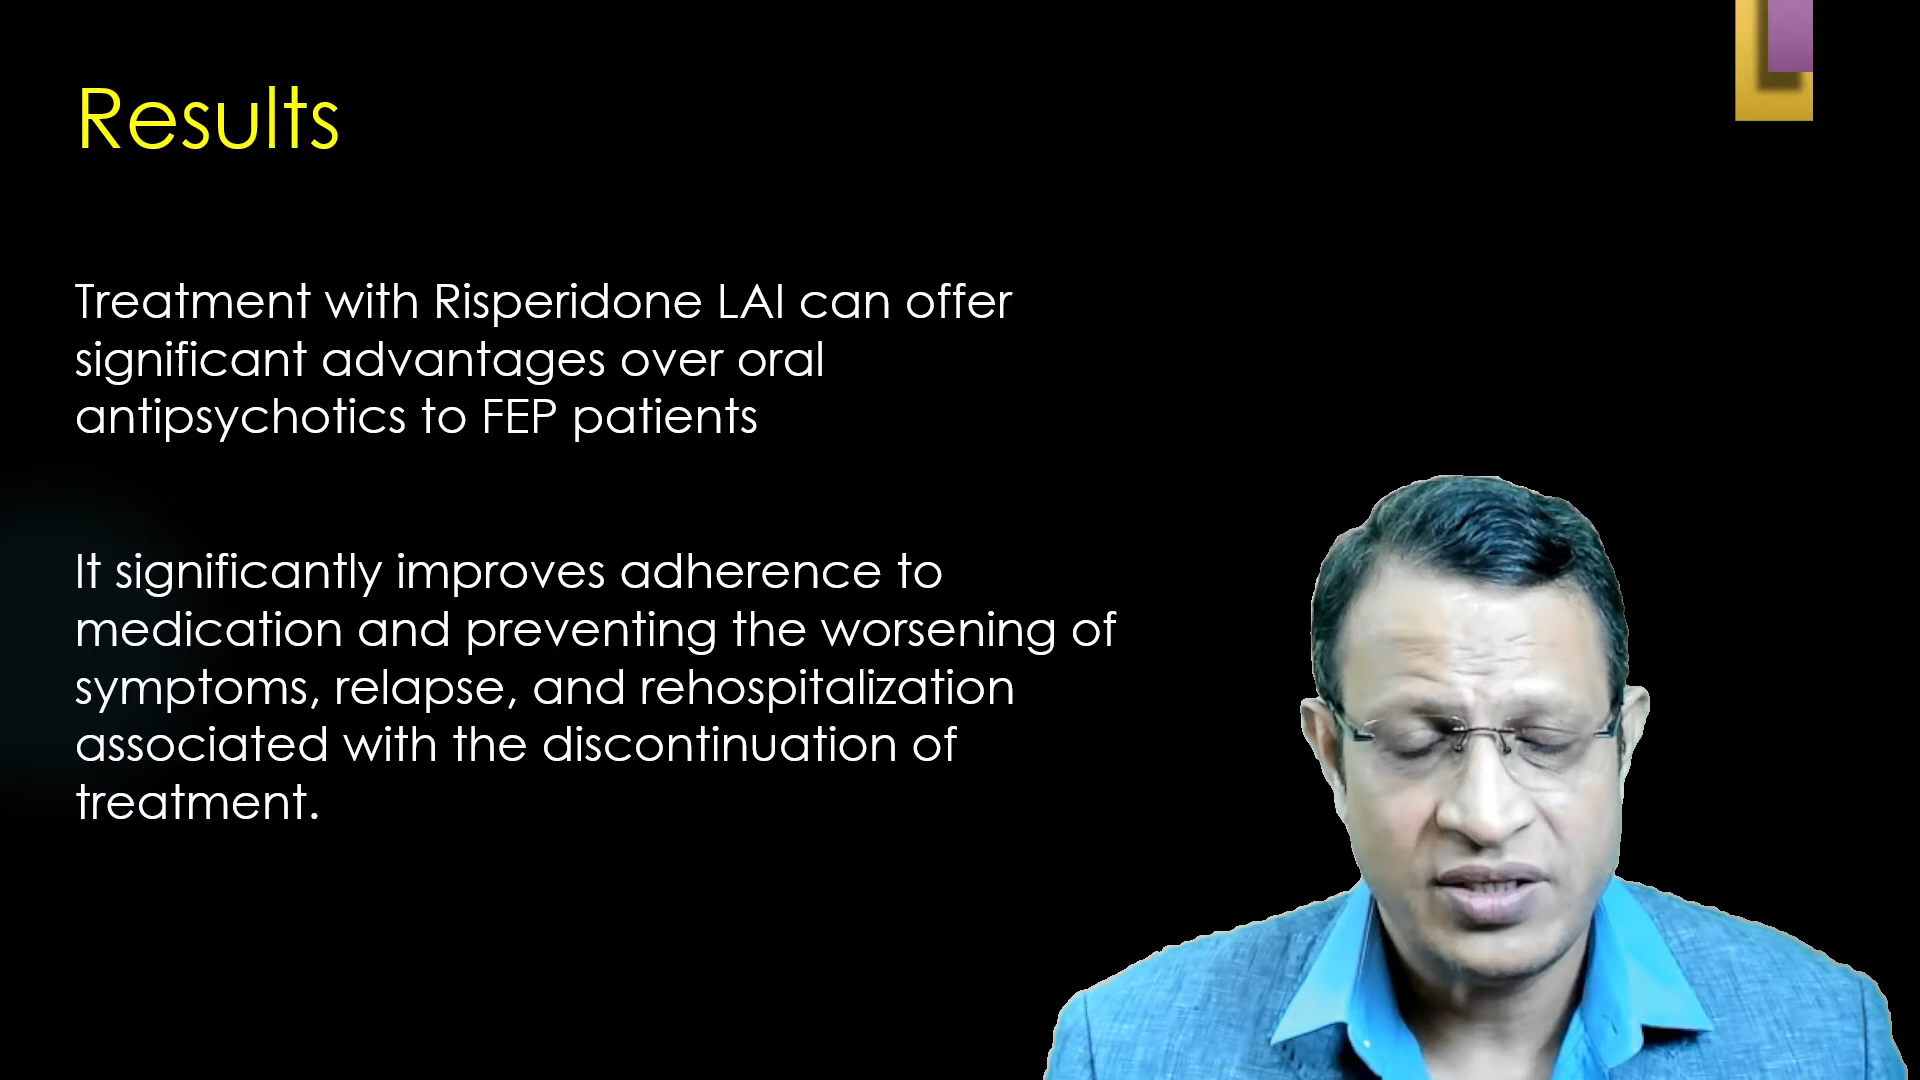 Results
Treatment with Risperidone LAI can offer
significant advantages over oral
antipsychotics to FEP patients
It significantly improves adherence to
medication and preventing the worsening of
symptoms, relapse, and rehospitalization
associated with the discontinuation of
treatment.